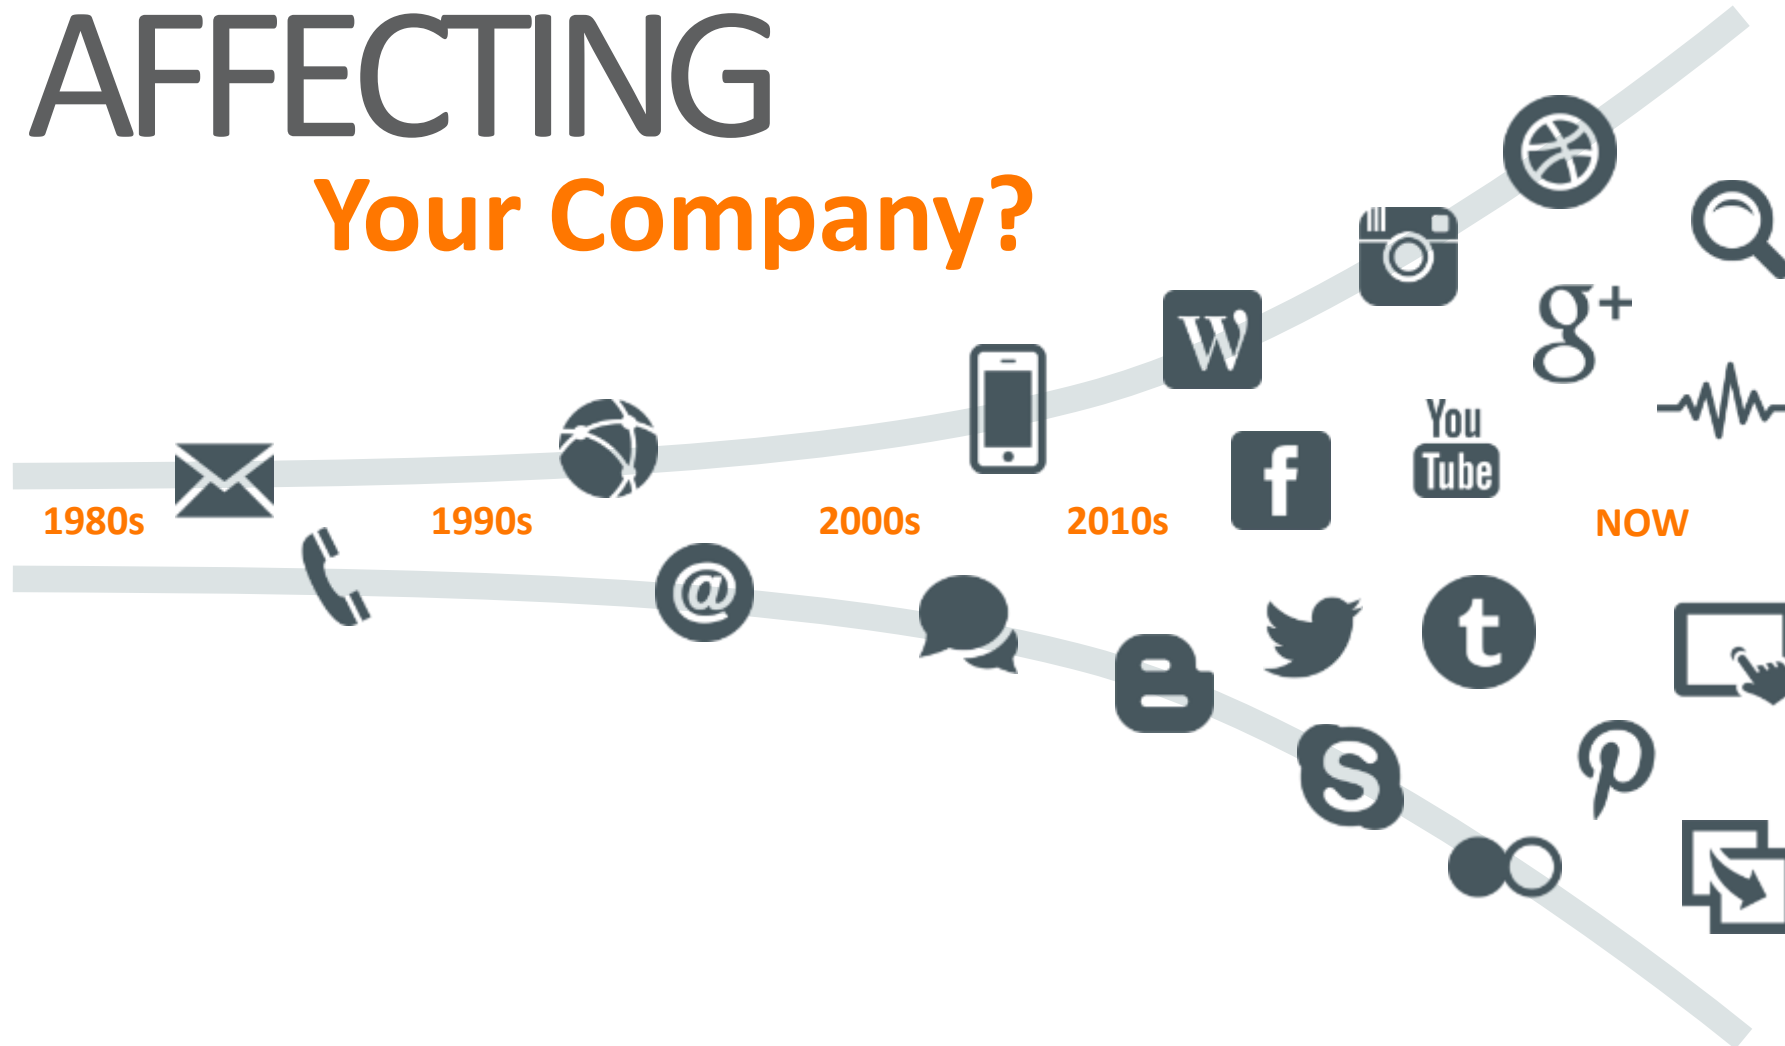 AFFECTING
Your Company?
1980s
1990s
2000s
2010s
NOW
W
g+
You
Tube
f
@
t